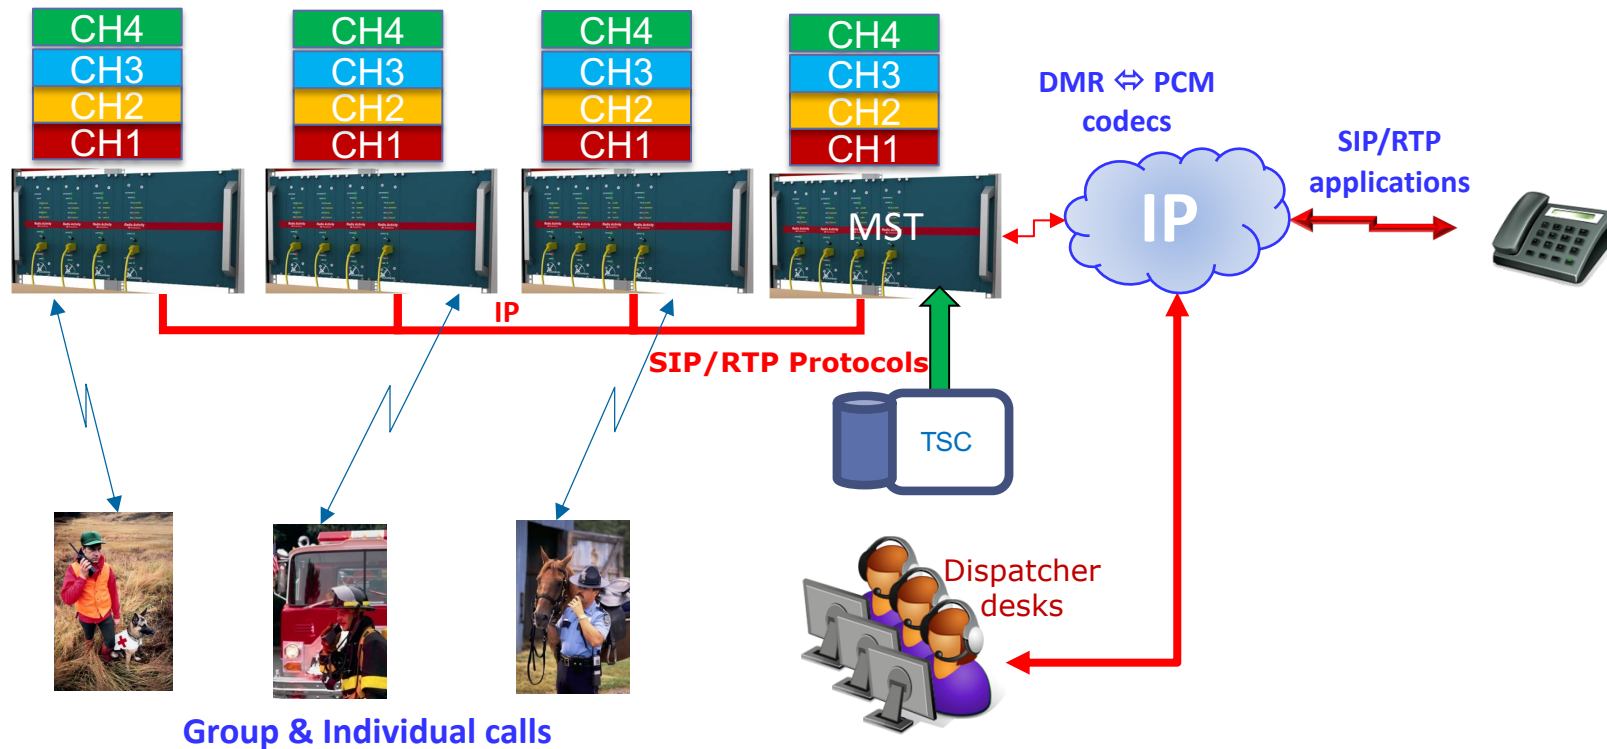 CH4
CH3
CH2
CH1
CH4
CH3
CH2
CH1
CH4
CH3
CH2
CH1
CH4
CH3
CH2
CH1
MST
DMR ⬄ PCM
codecs
IP
SIP/RTP
applications
IP
SIP/RTP Protocols
TSC
Dispatcher
desks
Group & Individual calls